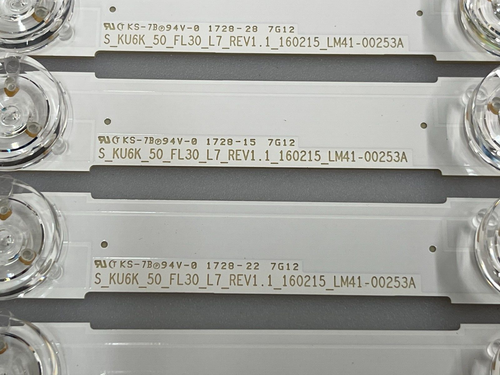 KS-7B 94V-0 1728-28 7G12
S_KU6K_50_FL30_L7_REV1.1_160215_LM41-00253A
KS-7B 94V-0 1728-15 7G12
S_KU6K_50_FL30_L7_REV1.1_160215_LM41-00253A
KS-7B 94V-0 1728-22 7G12
S_KU6K_50_FL30_L7_REV1.1_160215_LM41-00253A